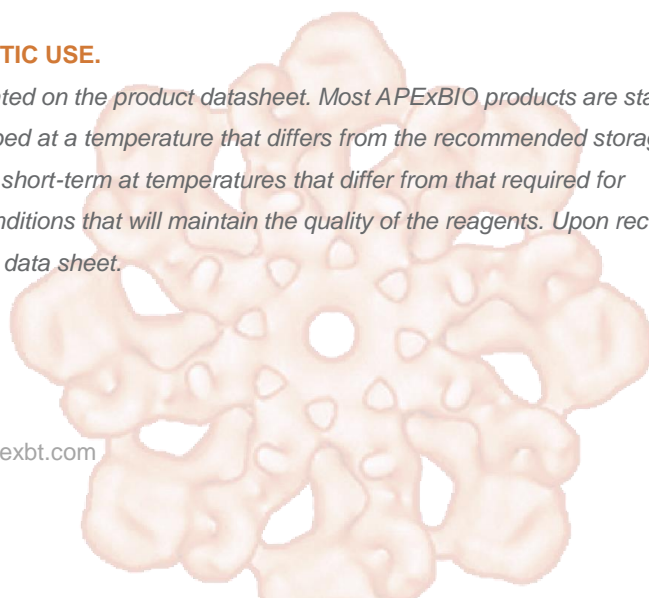 TIC USE.
ted on the product datasheet. Most APExBIO products are sta
ped at a temperature that differs from the recommended storag
short-term at temperatures that differ from that required for
nditions that will maintain the quality of the reagents. Upon rec
data sheet.
exbt.com